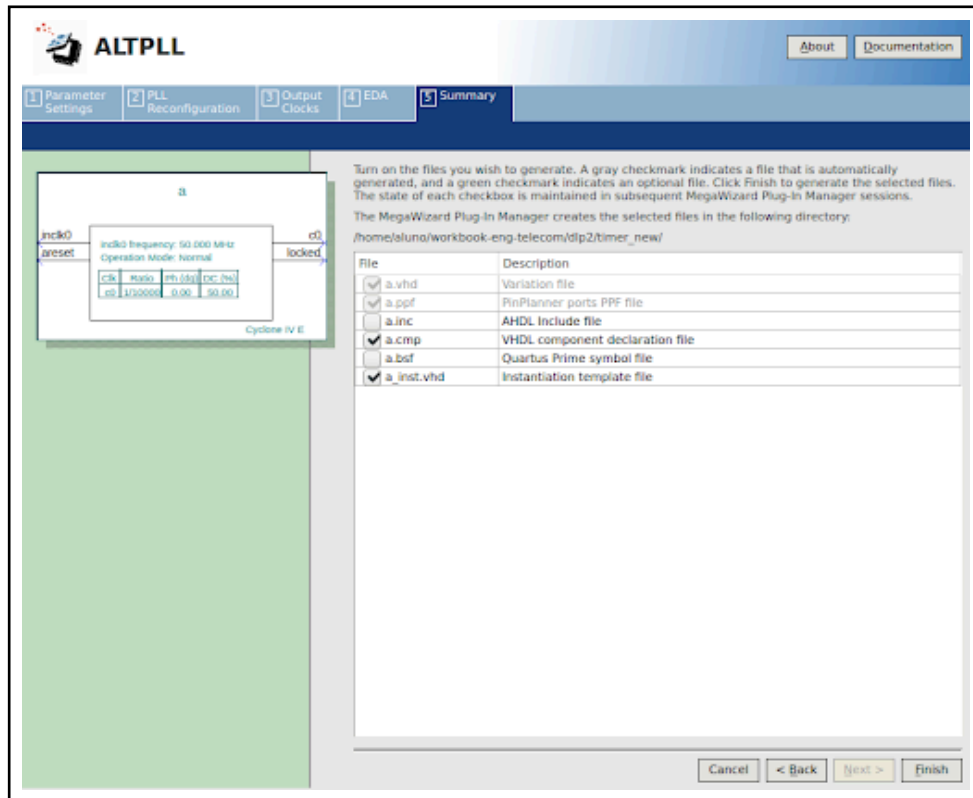 ALTPLL
About
Documentation
1 Parameter Settings
2 PLL Reconfiguration
3 Output Clocks
4 EDA
5 Summary
a
inclk0
areset
c0
locked
inclk0 frequency: 50.000 MHz
Operation Mode: Normal
Clk Ratio Ph (dg) DC (%)
c0 1/10000 0.00 50.00
Cyclone IV E
Turn on the files you wish to generate. A gray checkmark indicates a file that is automatically
generated, and a green checkmark indicates an optional file. Click Finish to generate the selected files.
The state of each checkbox is maintained in subsequent MegaWizard Plug-In Manager sessions.
The MegaWizard Plug-In Manager creates the selected files in the following directory:
/home/aluno/workbook-eng-telecom/dlp2/timer_new/
File Description
a.vhd Variation file
a.ppf PinPlanner ports PPF file
a.inc AHDL Include file
a.cmp VHDL component declaration file
a.bsf Quartus Prime symbol file
a_inst.vhd Instantiation template file
Cancel
< Back
Next >
Finish